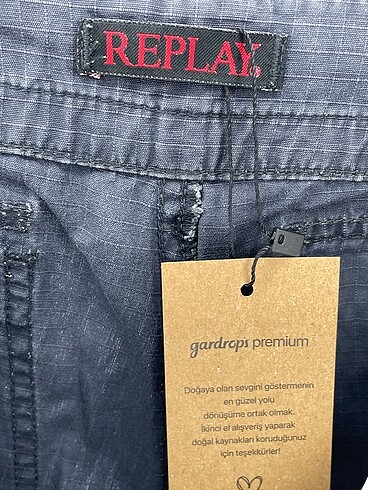 REPLAY
gardrops premium
Doğaya olan sevgini göstermenin
en güzel yolu
dönüşüme ortak olmak.
İkinci el alışveriş yaparak
doğal kaynakları koruduğunuz
için teşekkürler!